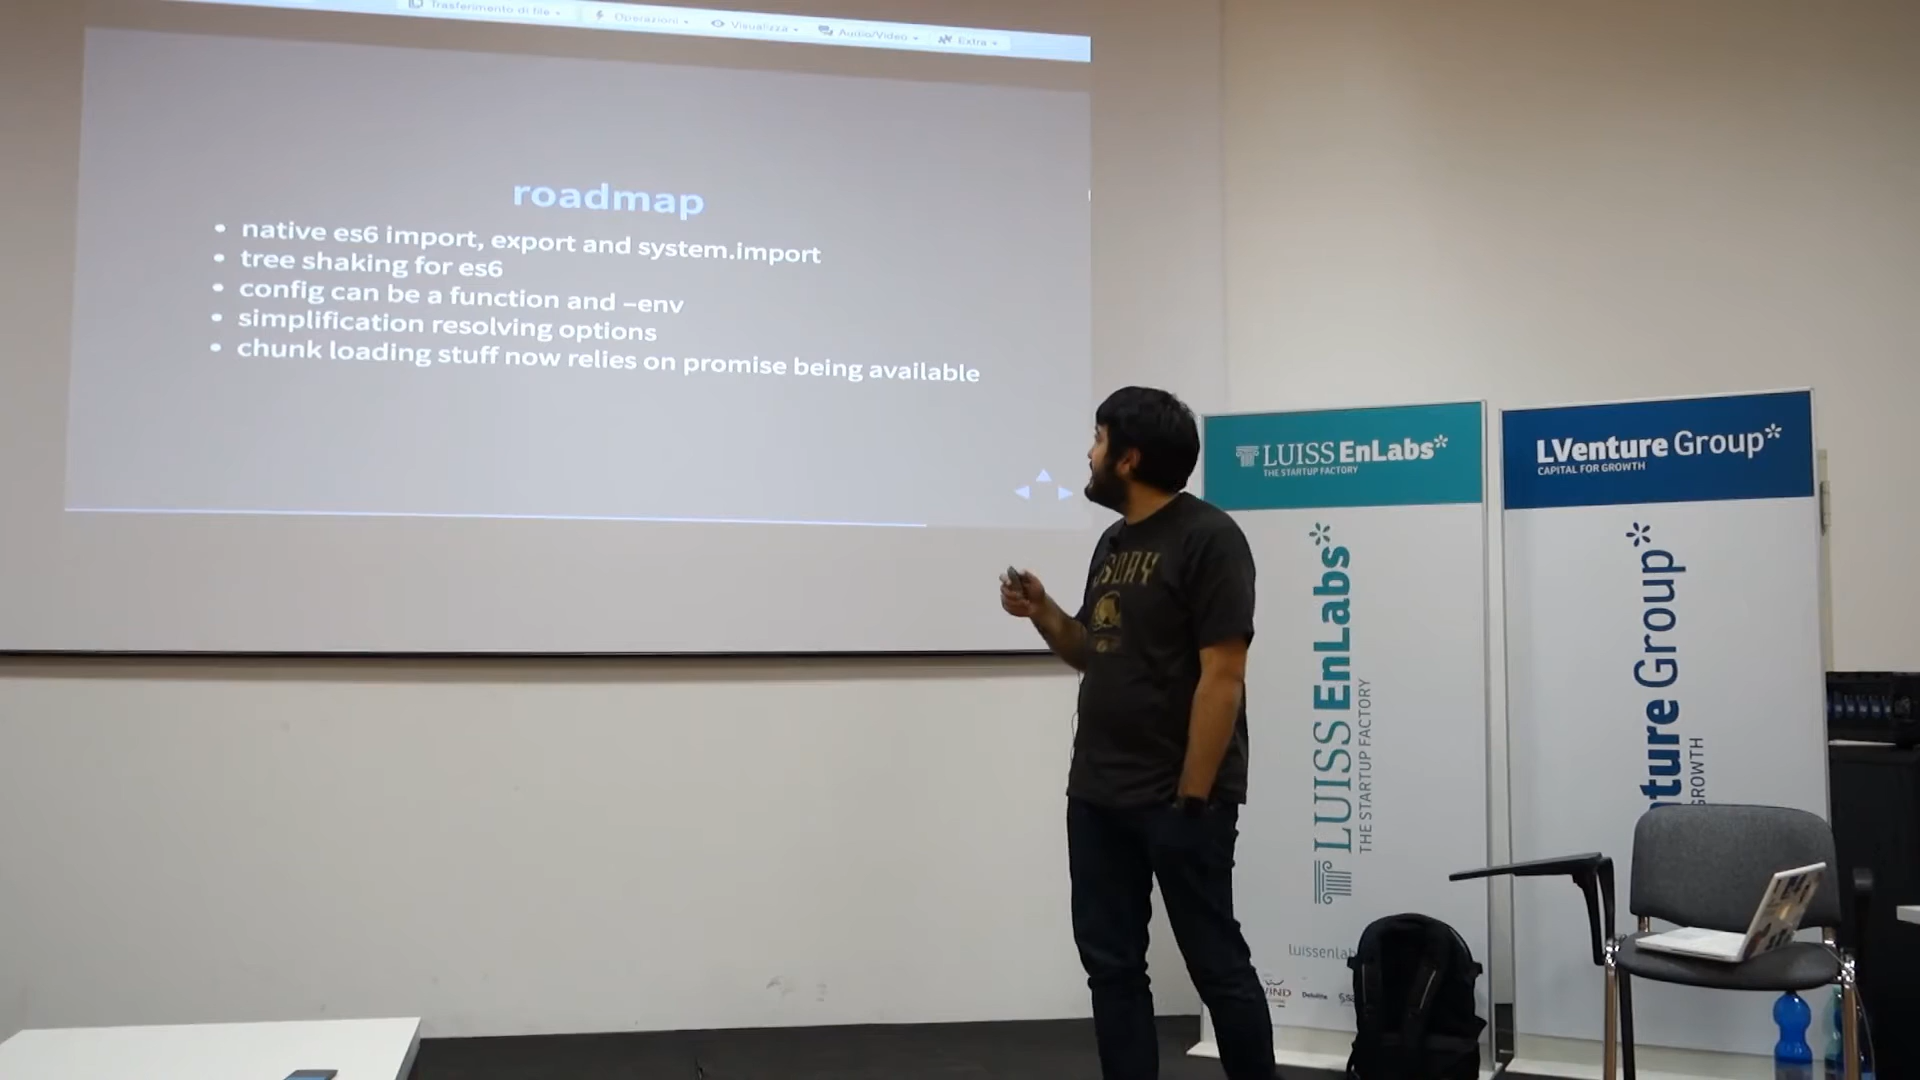 Trasferimento di file
Operazioni
Visualizza
Audio/Video
Extra
roadmap
• native es6 import, export and system.import
• tree shaking for es6
• config can be a function and –env
• simplification resolving options
• chunk loading stuff now relies on promise being available
LUISS EnLabs*
THE STARTUP FACTORY
LVenture Group*
CAPITAL FOR GROWTH
LUISS EnLabs*
THE STARTUP FACTORY
ture Group*
GROWTH
luissenlab
WIND
Deloitte